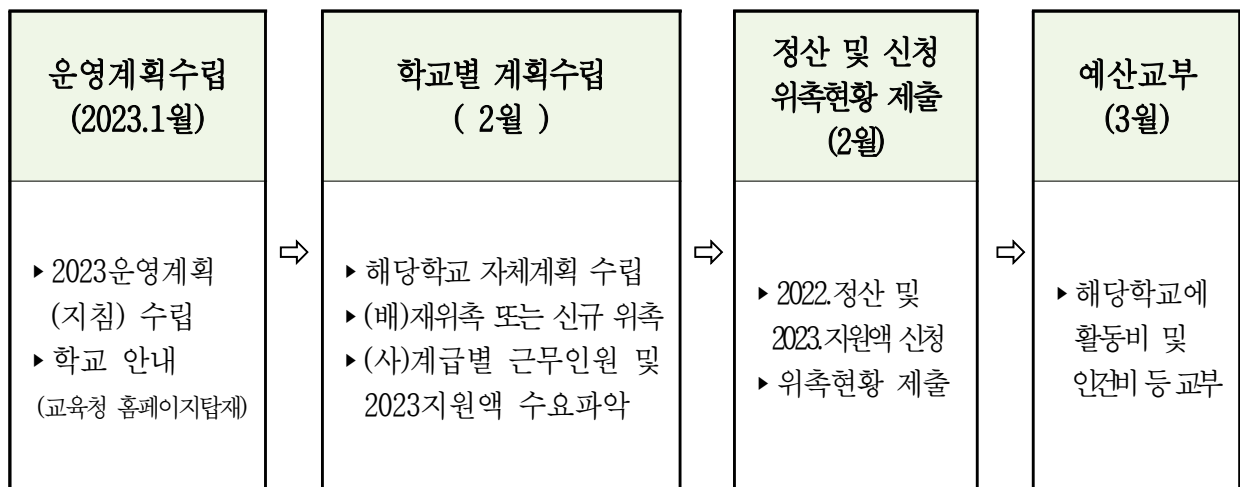 운영계획수립
(2023.1월)
▸ 2023운영계획
(지침) 수립
▸ 학교 안내
(교육청 홈페이지탑재)
⇨
학교별 계획수립
( 2월 )
▸ 해당학교 자체계획 수립
▸ (배)재위촉 또는 신규 위촉
▸ (사)계급별 근무인원 및
2023지원액 수요파악
⇨
정산 및 신청
위촉현황 제출
(2월)
▸ 2022.정산 및
2023.지원액 신청
▸ 위촉현황 제출
⇨
예산교부
(3월)
▸ 해당학교에
활동비 및
인건비 등 교부